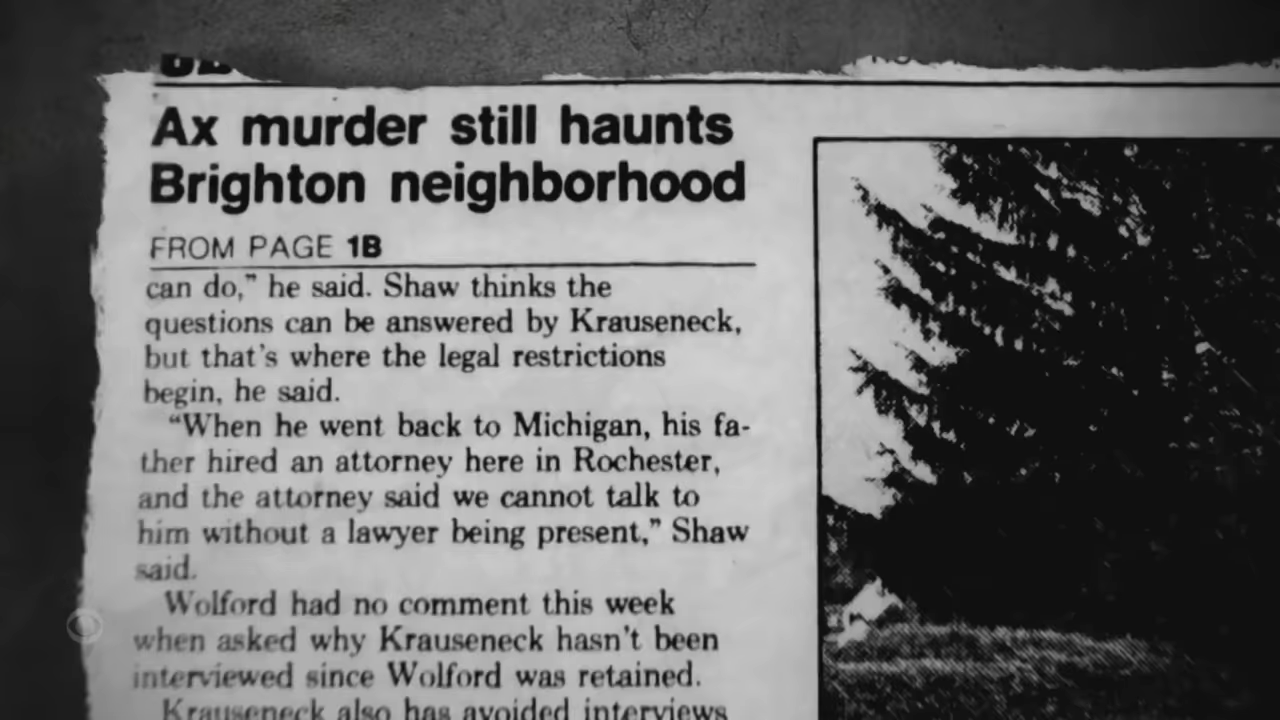 Ax murder still haunts
Brighton neighborhood
FROM PAGE 1B
can do,” he said. Shaw thinks the
questions can be answered by Krauseneck,
but that’s where the legal restrictions
begin, he said.
“When he went back to Michigan, his fa-
ther hired an attorney here in Rochester,
and the attorney said we cannot talk to
him without a lawyer being present,” Shaw
said.
Wolford had no comment this week
when asked why Krauseneck hasn’t been
interviewed since Wolford was retained.
Krauseneck also has avoided interviews